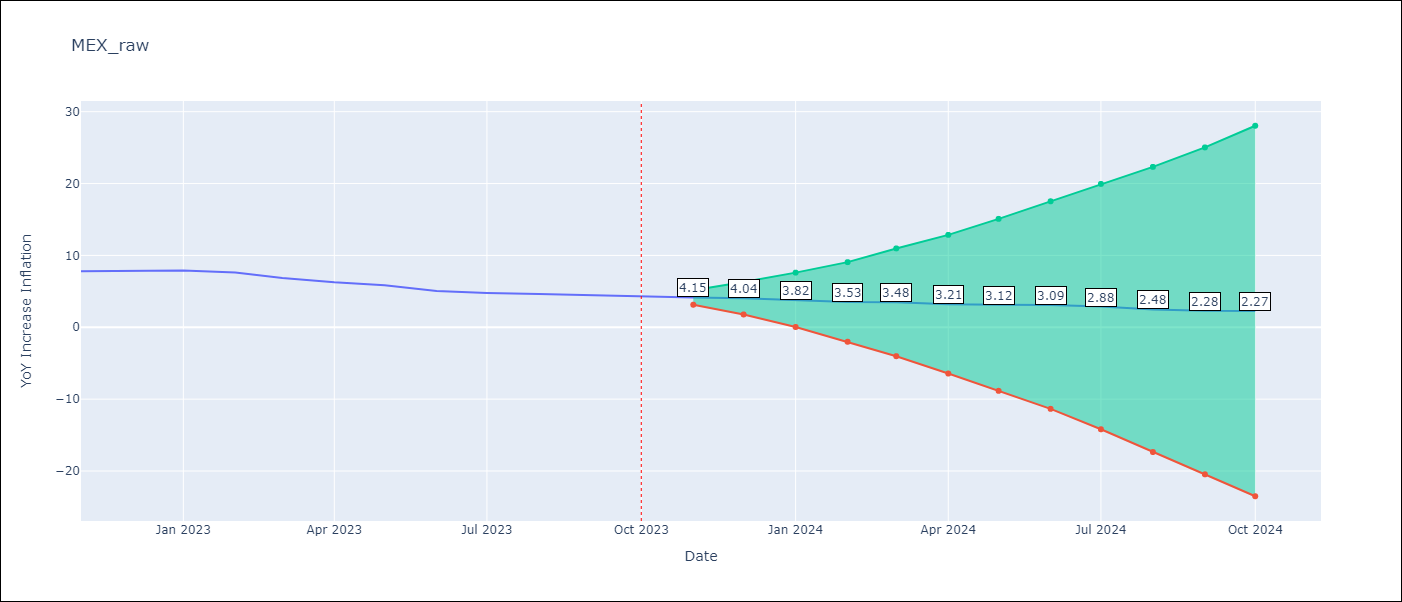 MEX_raw
YoY Increase Inflation
30
20
10
0
−10
−20
4.15
4.04
3.82
3.53
3.48
3.21
3.12
3.09
2.88
2.48
2.28
2.27
Jan 2023
Apr 2023
Jul 2023
Oct 2023
Jan 2024
Apr 2024
Jul 2024
Oct 2024
Date